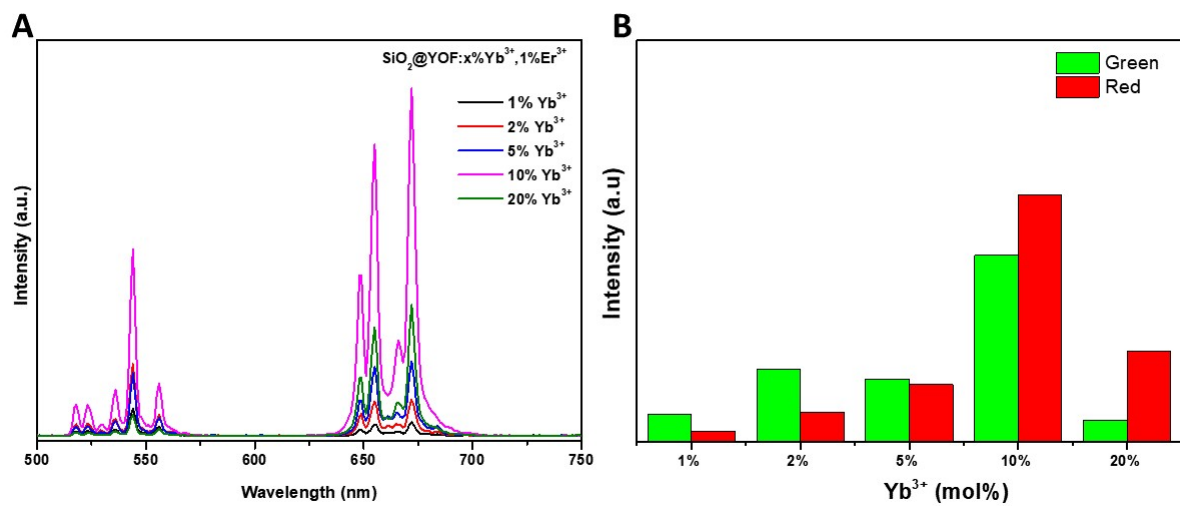 A
SiO₂@YOF:x%Yb³⁺,1%Er³⁺
1% Yb³⁺
2% Yb³⁺
5% Yb³⁺
10% Yb³⁺
20% Yb³⁺
Intensity (a.u.)
500 550 600 650 700 750
Wavelength (nm)
B
Green
Red
Intensity (a.u)
1% 2% 5% 10% 20%
Yb³⁺ (mol%)